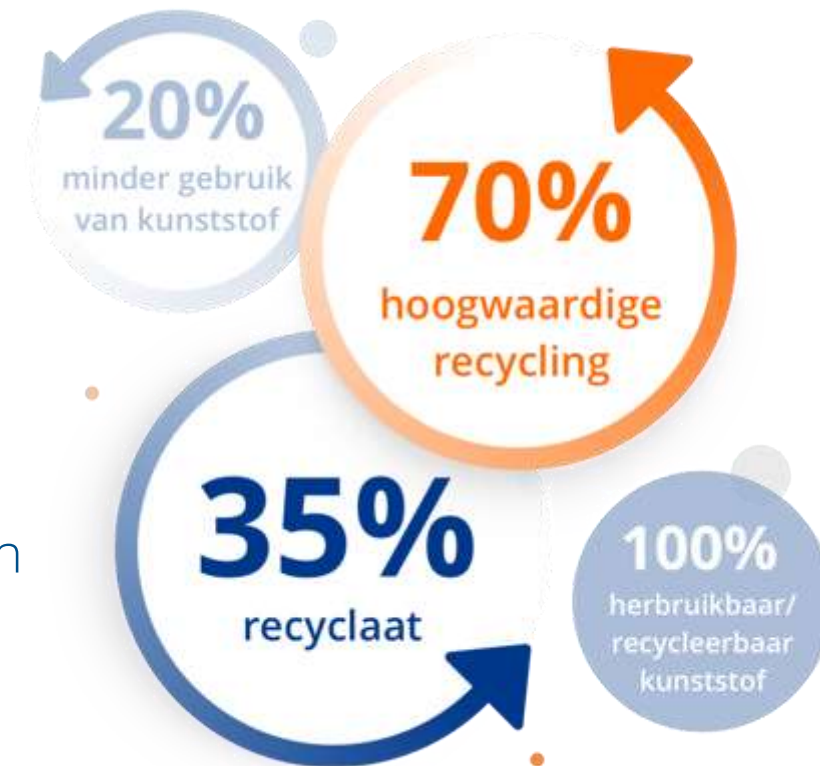 20%
minder gebruik
van kunststof
70%
hoogwaardige
recycling
35%
recyclaat
n
100%
herbruikbaar/
recycleerbaar
kunststof